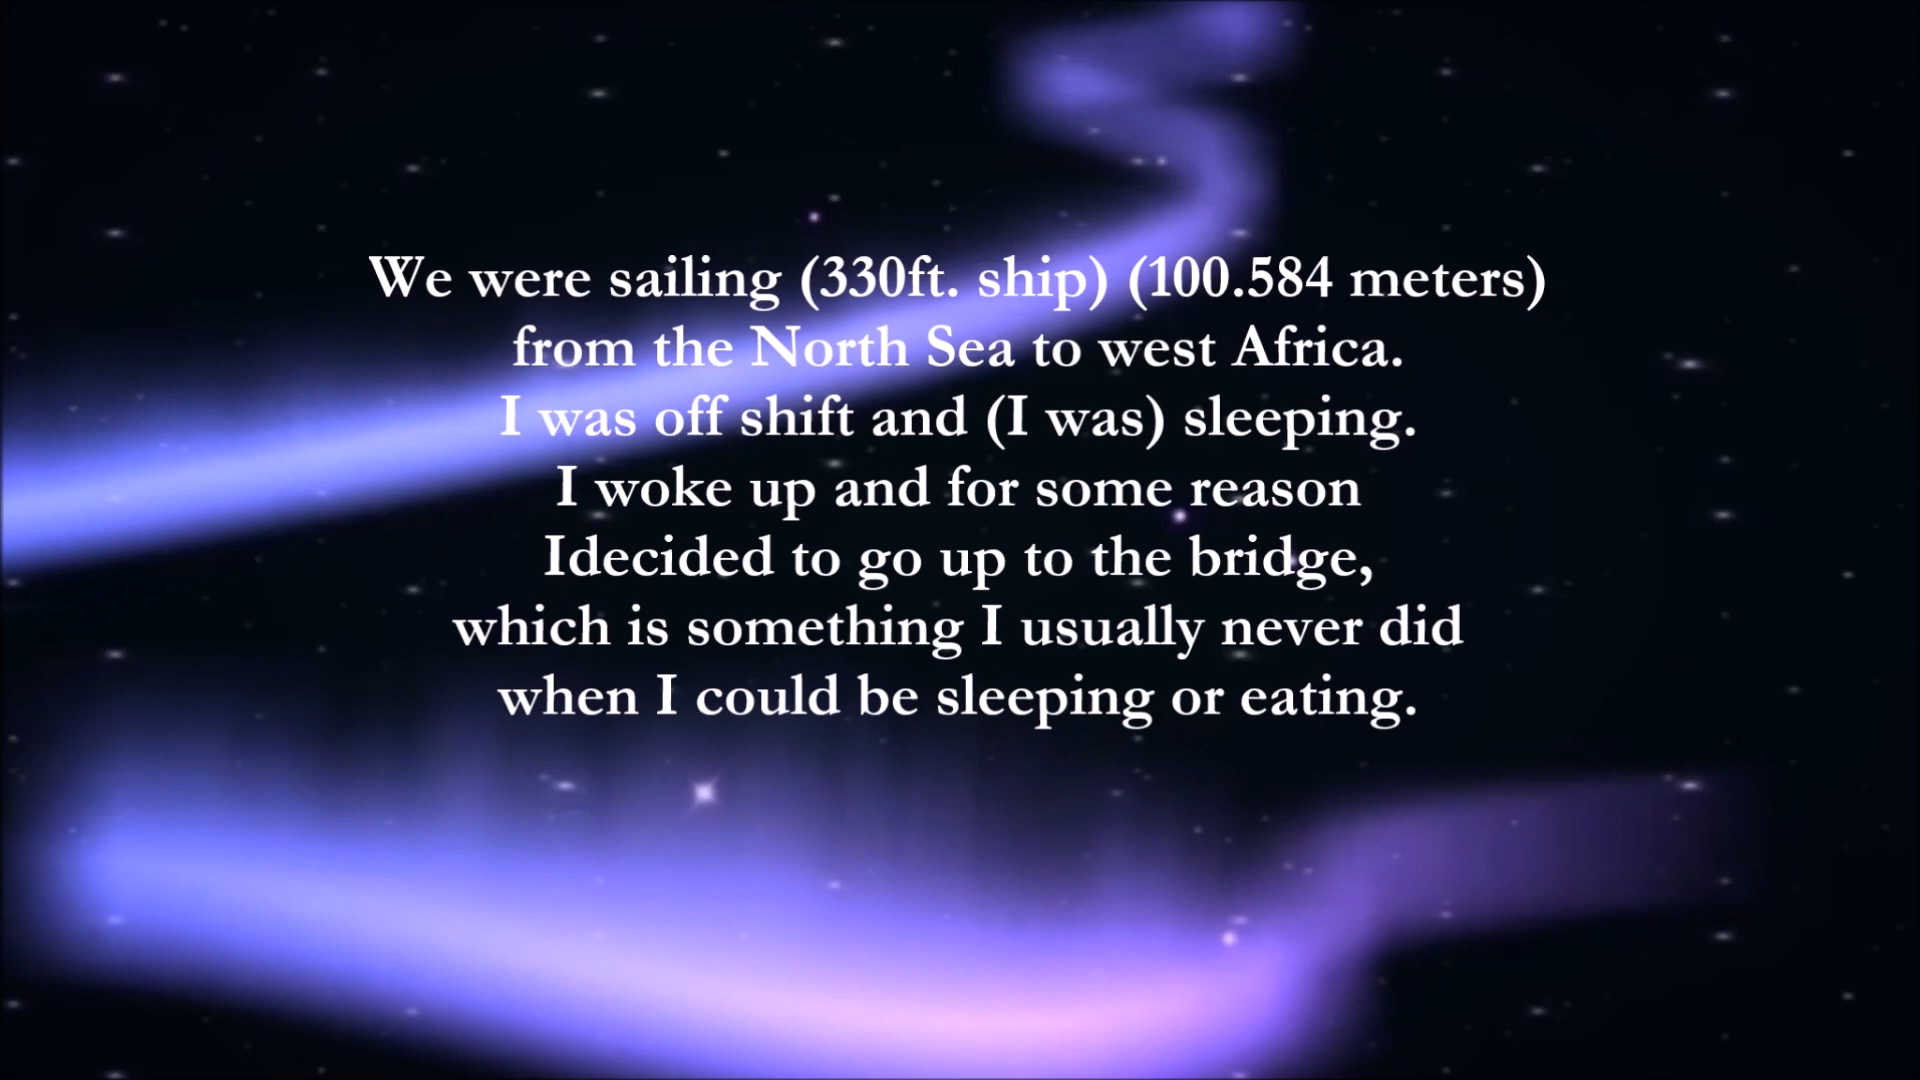 We were sailing (330ft. ship) (100.584 meters)
from the North Sea to west Africa.
I was off shift and (I was) sleeping.
I woke up and for some reason
Idecided to go up to the bridge,
which is something I usually never did
when I could be sleeping or eating.